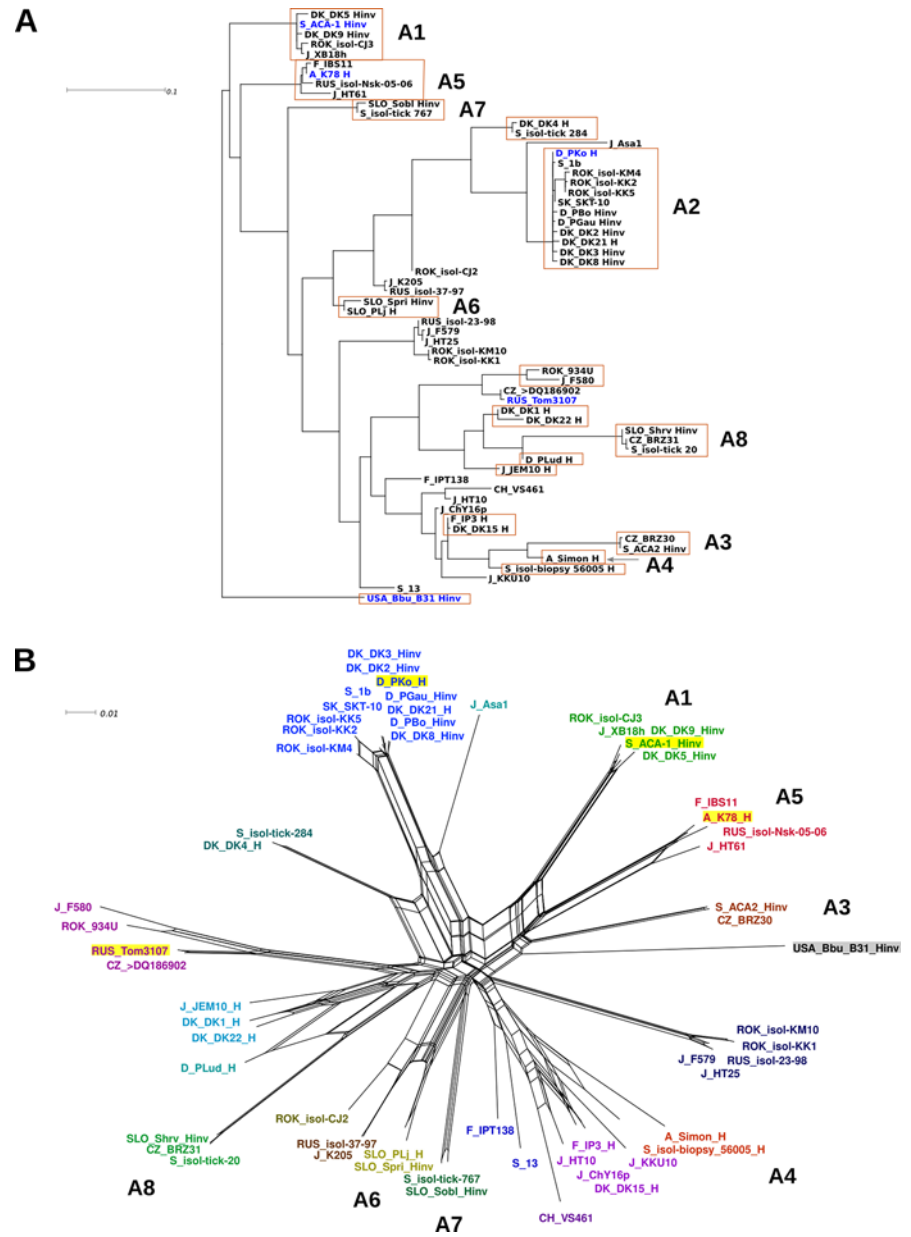 A
DK_DK5 Hinv
S_ACA-1 Hinv
DK_DK9 Hinv
ROK_isol-CJ3
J_XB18h
A1
F_IBS11
A_K78 H
RUS_isol-Nsk-05-06
J_HT61
A5
0.1
SLO_Sobl Hinv
S_isol-tick 767
A7
DK_DK4 H
S_isol-tick 284
J_Asa1
D_PKo H
S_1b
ROK_isol-KM4
ROK_isol-KK2
ROK_isol-KK5
SK_SKT-10
D_PBo Hinv
D_PGau Hinv
DK_DK2 Hinv
DK_DK21 H
DK_DK3 Hinv
DK_DK8 Hinv
A2
ROK_isol-CJ2
J_K205
RUS_isol-37-97
SLO_Spri Hinv
SLO_PLj H
A6
RUS_isol-23-98
J_F579
J_HT25
ROK_isol-KM10
ROK_isol-KK1
ROK_934U
J_F580
CZ_>DQ186902
RUS_Tom3107
DK_DK1 H
DK_DK22 H
SLO_Shrv Hinv
CZ_BRZ31
S_isol-tick 20
A8
D_PLud H
J_JEM10 H
F_IPT138
CH_VS461
J_HT10
J_ChY16p
F_IP3 H
DK_DK15 H
CZ_BRZ30
S_ACA2 Hinv
A3
A_Simon H
A4
S_isol-biopsy 56005 H
J_KKU10
S_13
USA_Bbu_B31 Hinv
B
0.01
DK_DK3_Hinv
DK_DK2_Hinv
D_PKo_H
S_1b
D_PGau_Hinv
SK_SKT-10
DK_DK21_H
ROK_isol-KK5
D_PBo_Hinv
ROK_isol-KK2
DK_DK8_Hinv
ROK_isol-KM4
J_Asa1
A1
ROK_isol-CJ3
J_XB18h
DK_DK9_Hinv
S_ACA-1_Hinv
DK_DK5_Hinv
F_IBS11
A5
A_K78_H
RUS_isol-Nsk-05-06
J_HT61
S_isol-tick-284
DK_DK4_H
S_ACA2_Hinv
A3
CZ_BRZ30
J_F580
ROK_934U
RUS_Tom3107
CZ_>DQ186902
USA_Bbu_B31_Hinv
J_JEM10_H
DK_DK1_H
DK_DK22_H
D_PLud_H
ROK_isol-KM10
ROK_isol-KK1
J_F579
RUS_isol-23-98
J_HT25
ROK_isol-CJ2
F_IPT138
SLO_Shrv_Hinv
CZ_BRZ31
S_isol-tick-20
A8
RUS_isol-37-97
J_K205
A6
SLO_PLj_H
SLO_Spri_Hinv
S_isol-tick-767
SLO_Sobl_Hinv
A7
S_13
F_IP3_H
J_HT10
J_ChY16p
DK_DK15_H
A_Simon_H
S_isol-biopsy_56005_H
J_KKU10
A4
CH_VS461